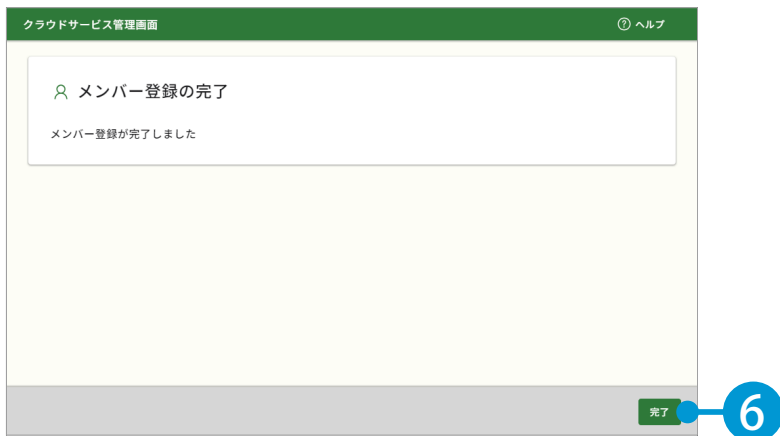 クラウドサービス管理画面
ヘルプ
メンバー登録の完了
メンバー登録が完了しました
完了
6